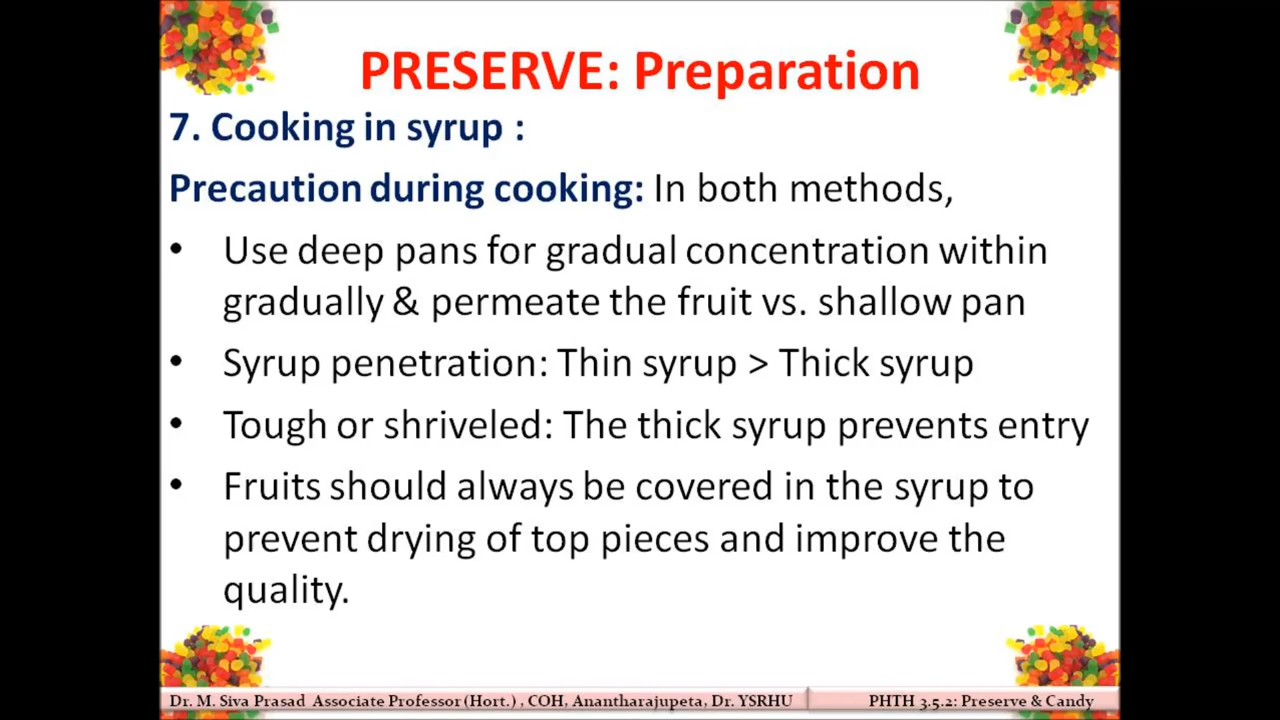 PRESERVE: Preparation
7. Cooking in syrup :
Precaution during cooking: In both methods,
• Use deep pans for gradual concentration within
gradually & permeate the fruit vs. shallow pan
• Syrup penetration: Thin syrup > Thick syrup
• Tough or shriveled: The thick syrup prevents entry
• Fruits should always be covered in the syrup to
prevent drying of top pieces and improve the
quality.
Dr. M. Siva Prasad Associate Professor (Hort.) , COH, Anantharajupeta, Dr. YSRHU
PHTH 3.5.2: Preserve & Candy